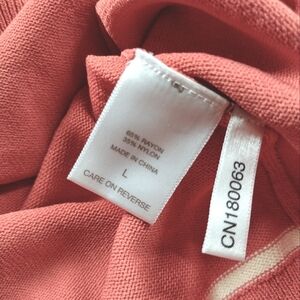 65% RAYON
35% NYLON
MADE IN CHINA
L
CARE ON REVERSE
CN180063